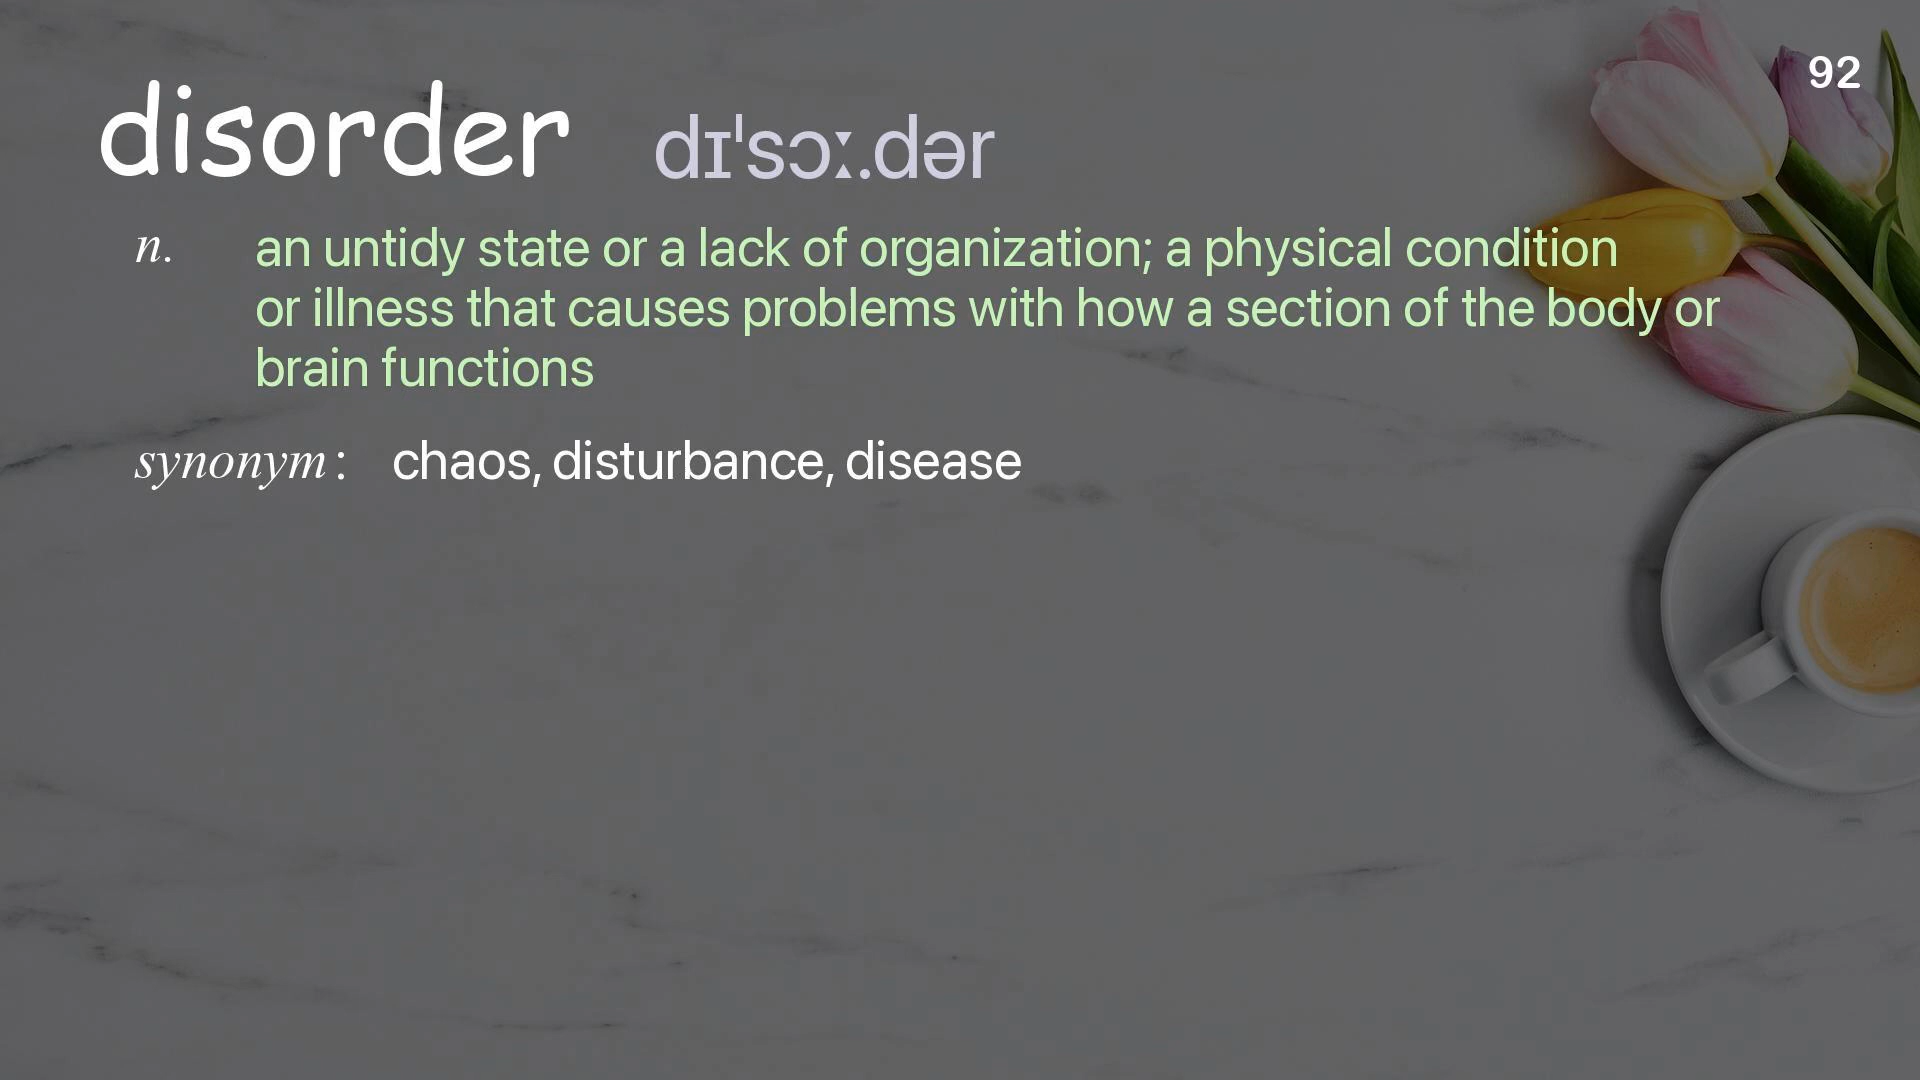 92
disorder dɪˈsɔː.dər
n. an untidy state or a lack of organization; a physical condition
or illness that causes problems with how a section of the body or
brain functions
synonym: chaos, disturbance, disease